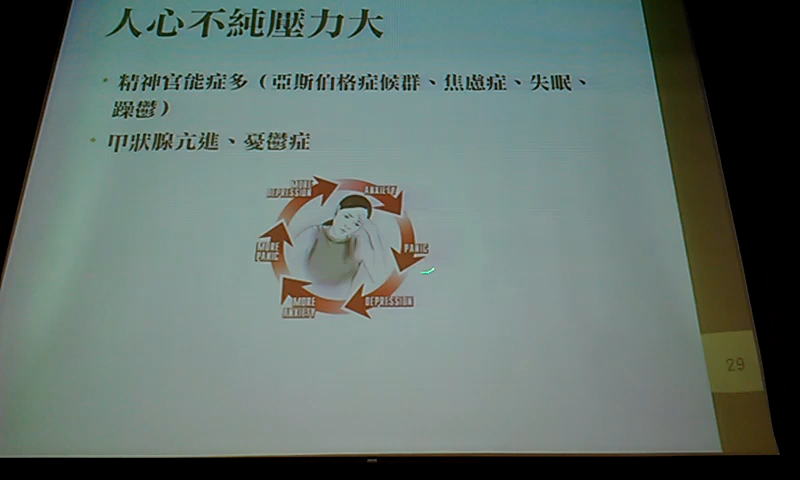 人心不純壓力大
精神官能症多（亞斯伯格症候群、焦慮症、失眠、
躁鬱）
甲狀腺亢進、憂鬱症
MORE
DEPRESSION
ANXIETY
MORE
PANIC
PANIC
MORE
ANXIETY
DEPRESSION
29